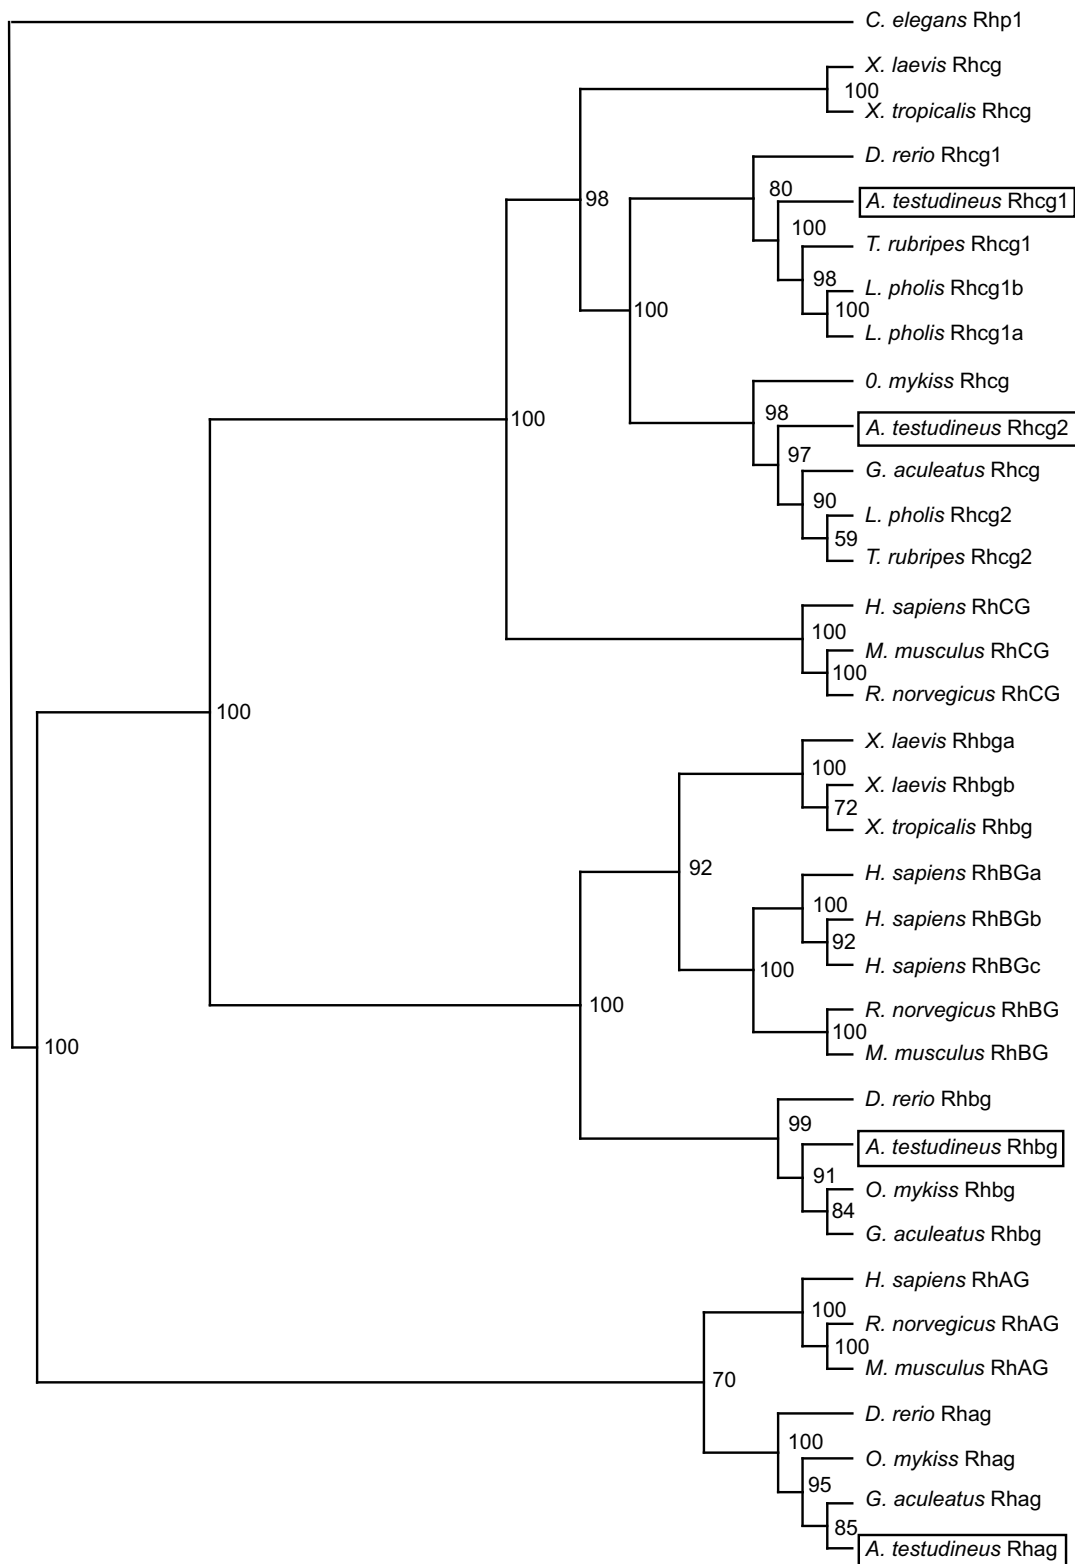 C. elegans Rhp1
X. laevis Rhcg
100
X. tropicalis Rhcg
D. rerio Rhcg1
80
98
A. testudineus Rhcg1
100
T. rubripes Rhcg1
98
L. pholis Rhcg1b
100
100
L. pholis Rhcg1a
0. mykiss Rhcg
98
100
A. testudineus Rhcg2
97
G. aculeatus Rhcg
90
L. pholis Rhcg2
59
T. rubripes Rhcg2
H. sapiens RhCG
100
M. musculus RhCG
100
R. norvegicus RhCG
100
X. laevis Rhbga
100
X. laevis Rhbgb
72
X. tropicalis Rhbg
92
H. sapiens RhBGa
100
H. sapiens RhBGb
92
H. sapiens RhBGc
100
100
R. norvegicus RhBG
100
100
M. musculus RhBG
D. rerio Rhbg
99
A. testudineus Rhbg
91
O. mykiss Rhbg
84
G. aculeatus Rhbg
H. sapiens RhAG
100
R. norvegicus RhAG
100
M. musculus RhAG
70
D. rerio Rhag
100
O. mykiss Rhag
95
G. aculeatus Rhag
85
A. testudineus Rhag